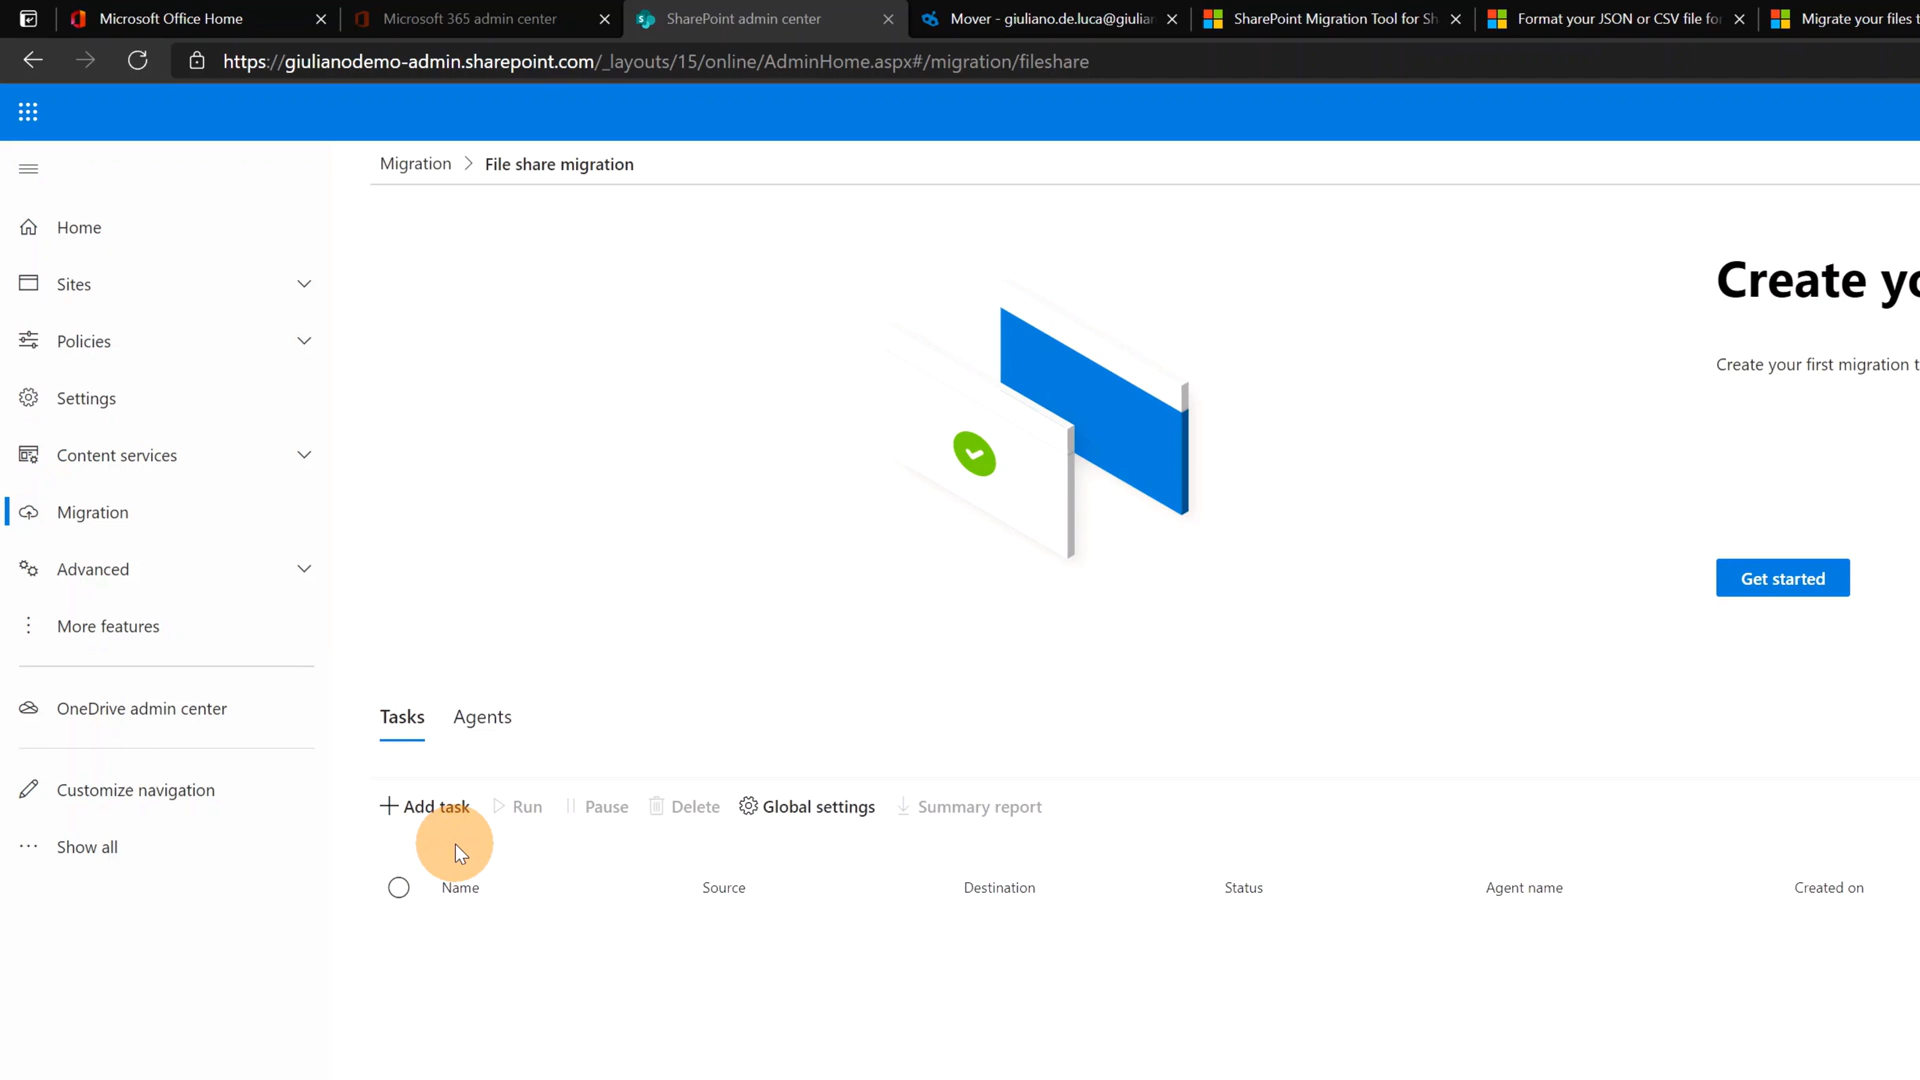 Microsoft Office Home
Microsoft 365 admin center
SharePoint admin center
Mover - giuliano.de.luca@giulian
SharePoint Migration Tool for Sh
Format your JSON or CSV file for
Migrate your files t
https://giulianodemo-admin.sharepoint.com/_layouts/15/online/AdminHome.aspx#/migration/fileshare
Migration > File share migration
Home
Sites
Policies
Settings
Content services
Migration
Advanced
More features
OneDrive admin center
Customize navigation
Show all
Create yo
Create your first migration t
Get started
Tasks Agents
Add task Run Pause Delete Global settings Summary report
Name Source Destination Status Agent name Created on